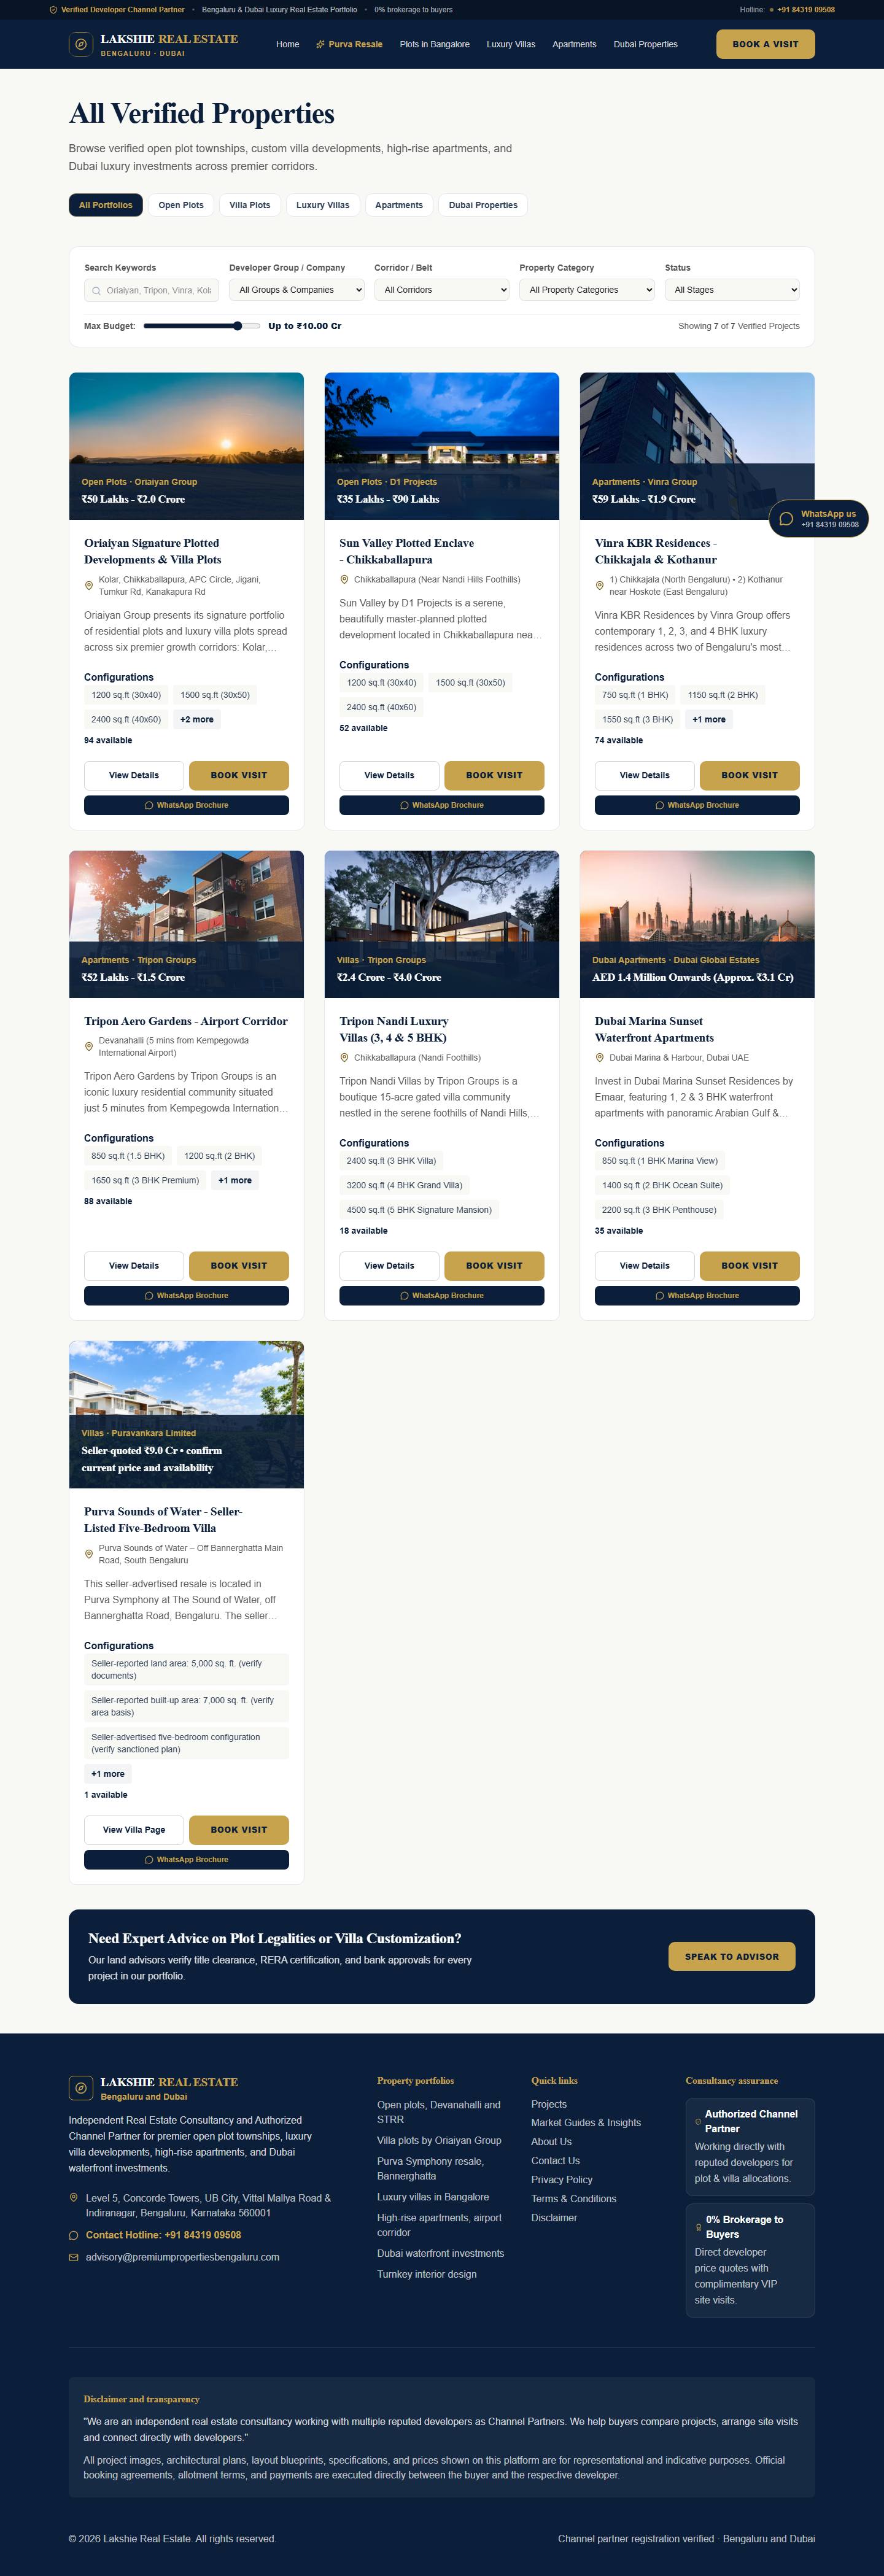 Verified Developer Channel Partner • Bengaluru & Dubai Luxury Real Estate Portfolio • 0% brokerage to buyers
Hotline: +91 84319 09508
LAKSHIE REAL ESTATE
BENGALURU · DUBAI
Home
Purva Resale
Plots in Bangalore
Luxury Villas
Apartments
Dubai Properties
BOOK A VISIT
All Verified Properties
Browse verified open plot townships, custom villa developments, high-rise apartments, and
Dubai luxury investments across premier corridors.
All Portfolios
Open Plots
Villa Plots
Luxury Villas
Apartments
Dubai Properties
Search Keywords
Oriaiyan, Tripon, Vinra, Kola
Developer Group / Company
All Groups & Companies
Corridor / Belt
All Corridors
Property Category
All Property Categories
Status
All Stages
Max Budget:
Up to ₹10.00 Cr
Showing 7 of 7 Verified Projects
Open Plots · Oriaiyan Group
₹50 Lakhs - ₹2.0 Crore
Oriaiyan Signature Plotted
Developments & Villa Plots
Kolar, Chikkaballapura, APC Circle, Jigani,
Tumkur Rd, Kanakapura Rd
Oriaiyan Group presents its signature portfolio
of residential plots and luxury villa plots spread
across six premier growth corridors: Kolar,…
Configurations
1200 sq.ft (30x40)
1500 sq.ft (30x50)
2400 sq.ft (40x60)
+2 more
94 available
View Details
BOOK VISIT
WhatsApp Brochure
Open Plots · D1 Projects
₹35 Lakhs - ₹90 Lakhs
Sun Valley Plotted Enclave
- Chikkaballapura
Chikkaballapura (Near Nandi Hills Foothills)
Sun Valley by D1 Projects is a serene,
beautifully master-planned plotted
development located in Chikkaballapura nea…
Configurations
1200 sq.ft (30x40)
1500 sq.ft (30x50)
2400 sq.ft (40x60)
52 available
View Details
BOOK VISIT
WhatsApp Brochure
Apartments · Vinra Group
₹59 Lakhs - ₹1.9 Crore
WhatsApp us
+91 84319 09508
Vinra KBR Residences -
Chikkajala & Kothanur
1) Chikkajala (North Bengaluru) • 2) Kothanur
near Hoskote (East Bengaluru)
Vinra KBR Residences by Vinra Group offers
contemporary 1, 2, 3, and 4 BHK luxury
residences across two of Bengaluru's most…
Configurations
750 sq.ft (1 BHK)
1150 sq.ft (2 BHK)
1550 sq.ft (3 BHK)
+1 more
74 available
View Details
BOOK VISIT
WhatsApp Brochure
Apartments · Tripon Groups
₹52 Lakhs - ₹1.5 Crore
Tripon Aero Gardens - Airport Corridor
Devanahalli (5 mins from Kempegowda
International Airport)
Tripon Aero Gardens by Tripon Groups is an
iconic luxury residential community situated
just 5 minutes from Kempegowda Internation…
Configurations
850 sq.ft (1.5 BHK)
1200 sq.ft (2 BHK)
1650 sq.ft (3 BHK Premium)
+1 more
88 available
View Details
BOOK VISIT
WhatsApp Brochure
Villas · Tripon Groups
₹2.4 Crore - ₹4.0 Crore
Tripon Nandi Luxury
Villas (3, 4 & 5 BHK)
Chikkaballapura (Nandi Foothills)
Tripon Nandi Villas by Tripon Groups is a
boutique 15-acre gated villa community
nestled in the serene foothills of Nandi Hills,…
Configurations
2400 sq.ft (3 BHK Villa)
3200 sq.ft (4 BHK Grand Villa)
4500 sq.ft (5 BHK Signature Mansion)
18 available
View Details
BOOK VISIT
WhatsApp Brochure
Dubai Apartments · Dubai Global Estates
AED 1.4 Million Onwards (Approx. ₹3.1 Cr)
Dubai Marina Sunset
Waterfront Apartments
Dubai Marina & Harbour, Dubai UAE
Invest in Dubai Marina Sunset Residences by
Emaar, featuring 1, 2 & 3 BHK waterfront
apartments with panoramic Arabian Gulf &…
Configurations
850 sq.ft (1 BHK Marina View)
1400 sq.ft (2 BHK Ocean Suite)
2200 sq.ft (3 BHK Penthouse)
35 available
View Details
BOOK VISIT
WhatsApp Brochure
Villas · Puravankara Limited
Seller-quoted ₹9.0 Cr • confirm
current price and availability
Purva Sounds of Water - Seller-
Listed Five-Bedroom Villa
Purva Sounds of Water – Off Bannerghatta Main
Road, South Bengaluru
This seller-advertised resale is located in
Purva Symphony at The Sound of Water, off
Bannerghatta Road, Bengaluru. The seller…
Configurations
Seller-reported land area: 5,000 sq. ft. (verify
documents)
Seller-reported built-up area: 7,000 sq. ft. (verify
area basis)
Seller-advertised five-bedroom configuration
(verify sanctioned plan)
+1 more
1 available
View Villa Page
BOOK VISIT
WhatsApp Brochure
Need Expert Advice on Plot Legalities or Villa Customization?
Our land advisors verify title clearance, RERA certification, and bank approvals for every
project in our portfolio.
SPEAK TO ADVISOR
LAKSHIE REAL ESTATE
Bengaluru and Dubai
Independent Real Estate Consultancy and Authorized
Channel Partner for premier open plot townships, luxury
villa developments, high-rise apartments, and Dubai
waterfront investments.
Level 5, Concorde Towers, UB City, Vittal Mallya Road &
Indiranagar, Bengaluru, Karnataka 560001
Contact Hotline: +91 84319 09508
advisory@premiumpropertiesbengaluru.com
Property portfolios
Open plots, Devanahalli and
STRR
Villa plots by Oriaiyan Group
Purva Symphony resale,
Bannerghatta
Luxury villas in Bangalore
High-rise apartments, airport
corridor
Dubai waterfront investments
Turnkey interior design
Quick links
Projects
Market Guides & Insights
About Us
Contact Us
Privacy Policy
Terms & Conditions
Disclaimer
Consultancy assurance
Authorized Channel
Partner
Working directly with
reputed developers for
plot & villa allocations.
0% Brokerage to
Buyers
Direct developer
price quotes with
complimentary VIP
site visits.
Disclaimer and transparency
"We are an independent real estate consultancy working with multiple reputed developers as Channel Partners. We help buyers compare projects, arrange site visits
and connect directly with developers."
All project images, architectural plans, layout blueprints, specifications, and prices shown on this platform are for representational and indicative purposes. Official
booking agreements, allotment terms, and payments are executed directly between the buyer and the respective developer.
© 2026 Lakshie Real Estate. All rights reserved.
Channel partner registration verified · Bengaluru and Dubai